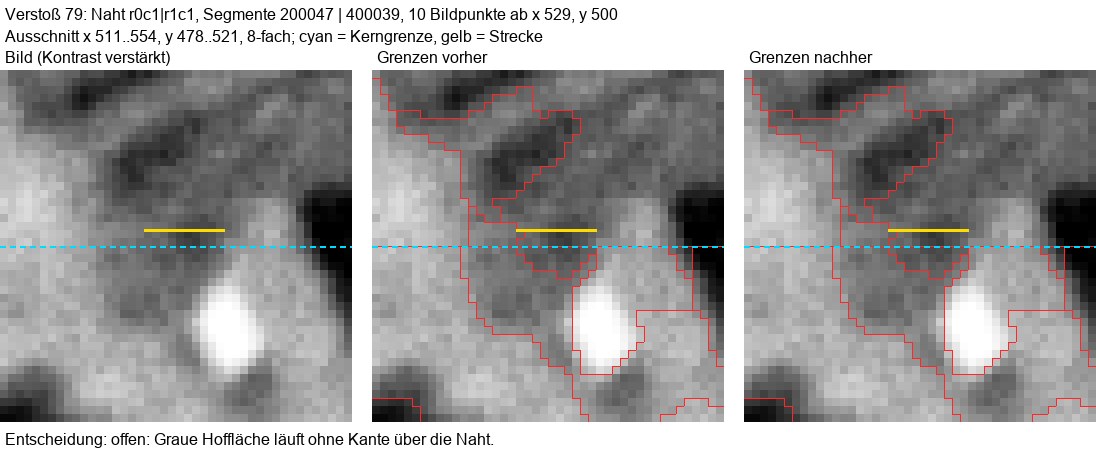 Verstoß 79: Naht r0c1|r1c1, Segmente 200047 | 400039, 10 Bildpunkte ab x 529, y 500
Ausschnitt x 511..554, y 478..521, 8-fach; cyan = Kerngrenze, gelb = Strecke
Bild (Kontrast verstärkt)
Grenzen vorher
Grenzen nachher
Entscheidung: offen: Graue Hoffläche läuft ohne Kante über die Naht.